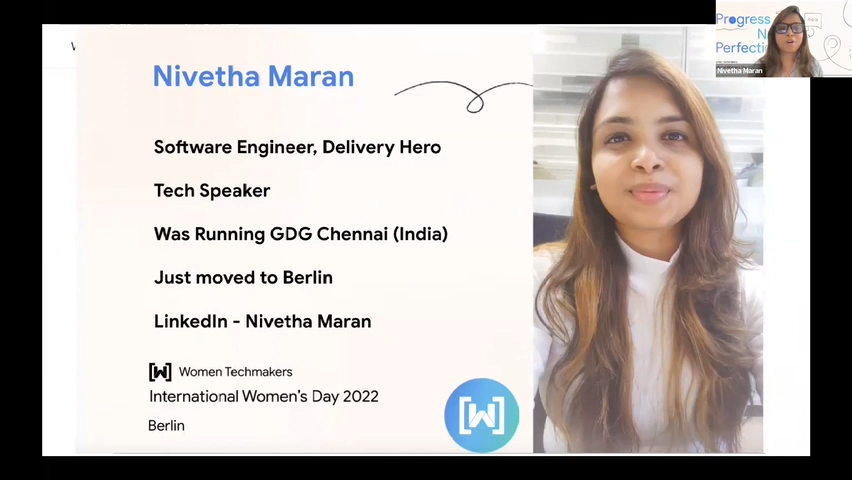 Nivetha Maran
Software Engineer, Delivery Hero
Tech Speaker
Was Running GDG Chennai (India)
Just moved to Berlin
LinkedIn - Nivetha Maran
[W] Women Techmakers
International Women's Day 2022
Berlin
[W]
Progress
Perfecti
Nivetha Maran